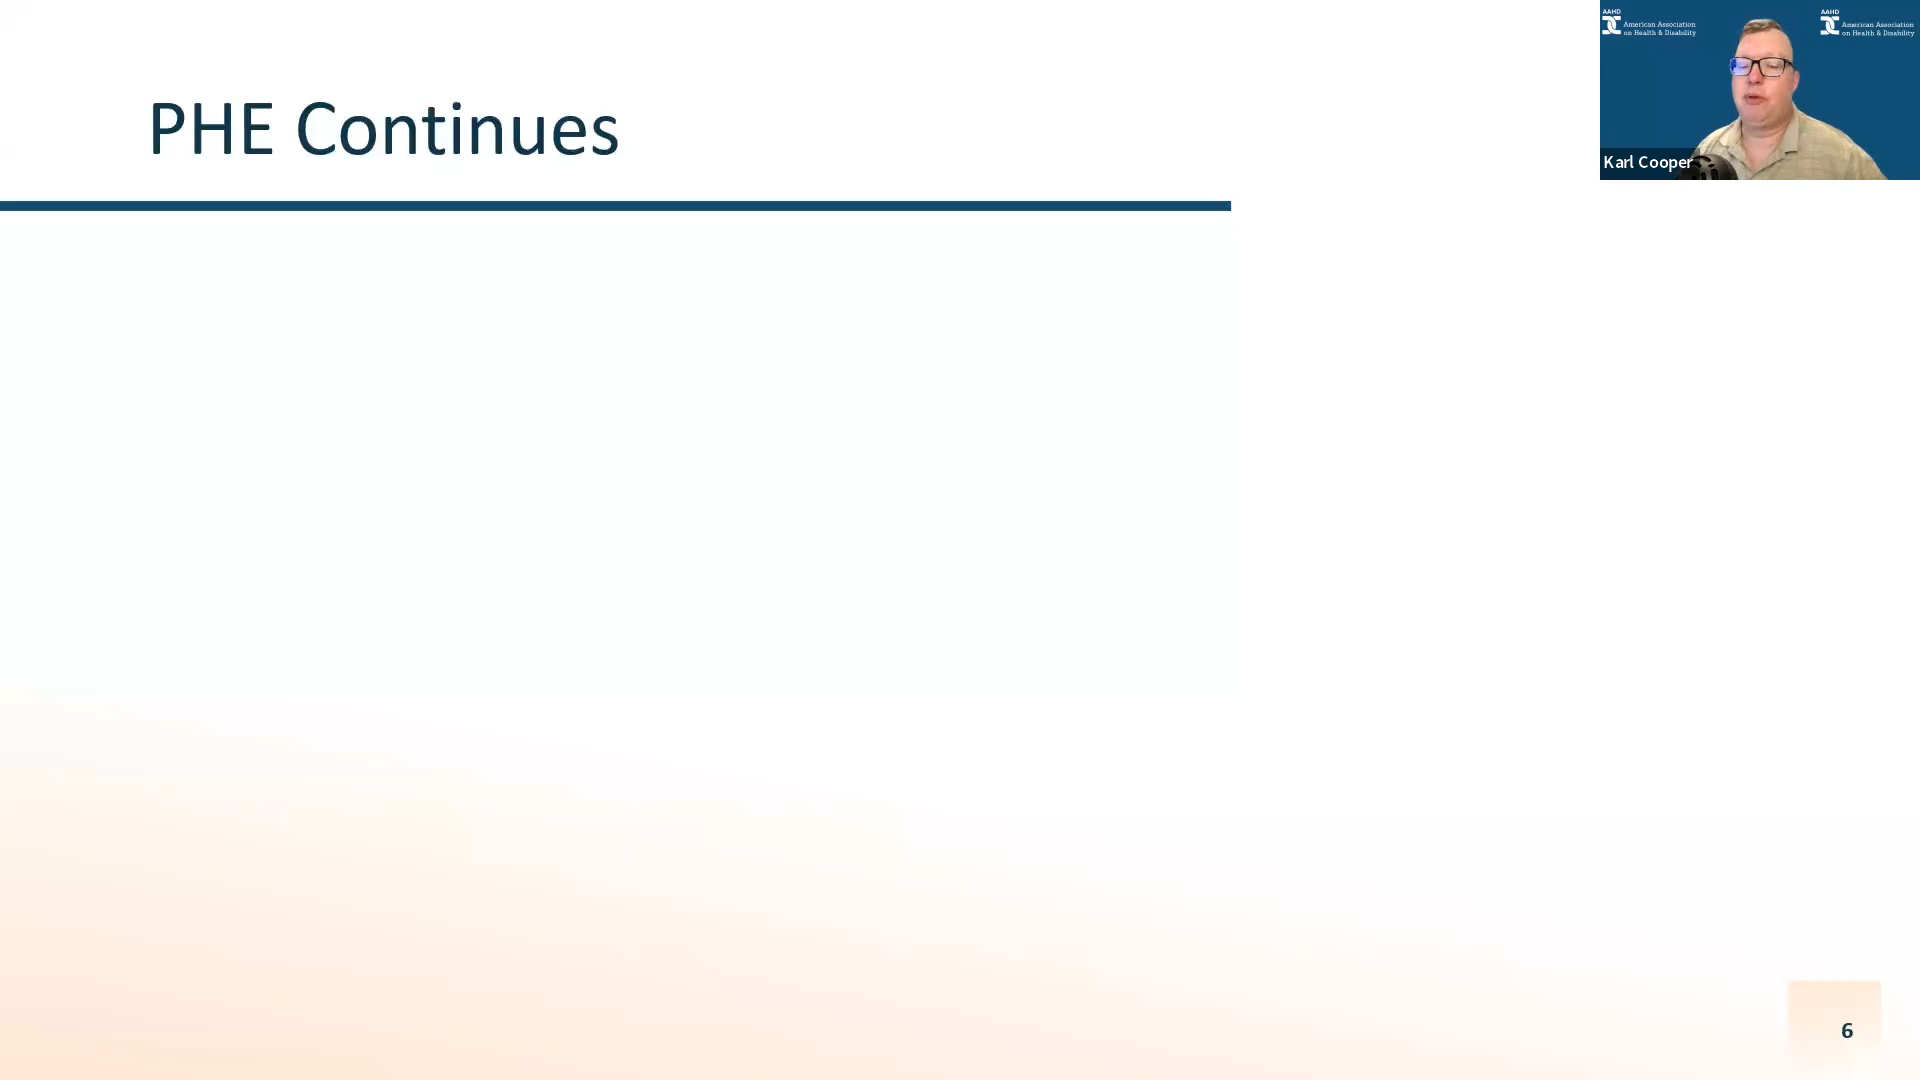 PHE Continues
AAHD
American Association
on Health & Disability
AAHD
American Association
on Health & Disability
Karl Cooper
6